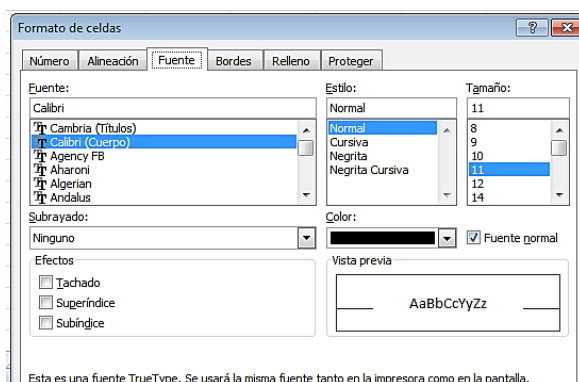 Formato de celdas
Número Alineación Fuente Bordes Relleno Proteger
Fuente: Estilo: Tamaño:
Calibri Normal 11
Cambria (Títulos) Normal 8
Calibri (Cuerpo) Cursiva 9
Agency FB Negrita 10
Aharoni Negrita Cursiva 11
Algerian 12
Andalus 14
Subrayado: Color:
Ninguno Fuente normal
Efectos Vista previa
Tachado
Superíndice AaBbCcYyZz
Subíndice
Esta es una fuente TrueType. Se usará la misma fuente tanto en la impresora como en la pantalla.